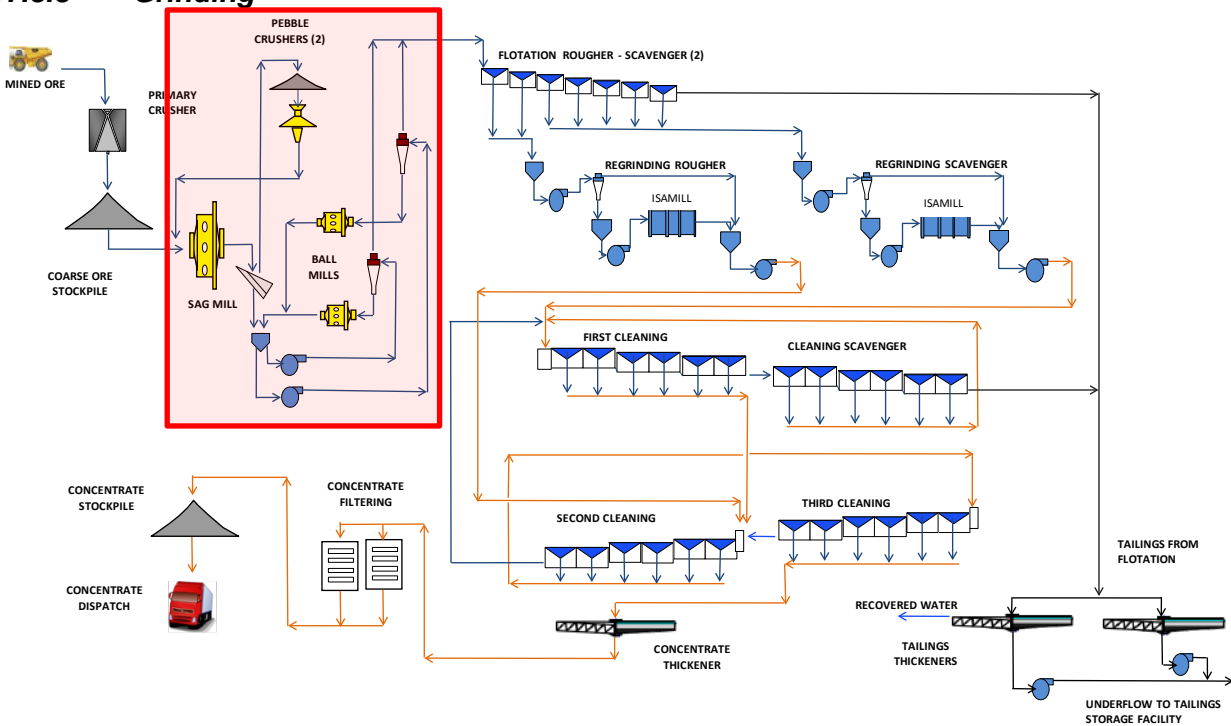 Grinding
PEBBLE
CRUSHERS (2)
MINED ORE
PRIMARY
CRUSHER
FLOTATION ROUGHER - SCAVENGER (2)
REGRINDING ROUGHER
REGRINDING SCAVENGER
ISAMILL
ISAMILL
COARSE ORE
STOCKPILE
SAG MILL
BALL
MILLS
FIRST CLEANING
CLEANING SCAVENGER
CONCENTRATE
STOCKPILE
CONCENTRATE
FILTERING
SECOND CLEANING
THIRD CLEANING
TAILINGS FROM
FLOTATION
CONCENTRATE
DISPATCH
RECOVERED WATER
CONCENTRATE
THICKENER
TAILINGS
THICKENERS
UNDERFLOW TO TAILINGS
STORAGE FACILITY